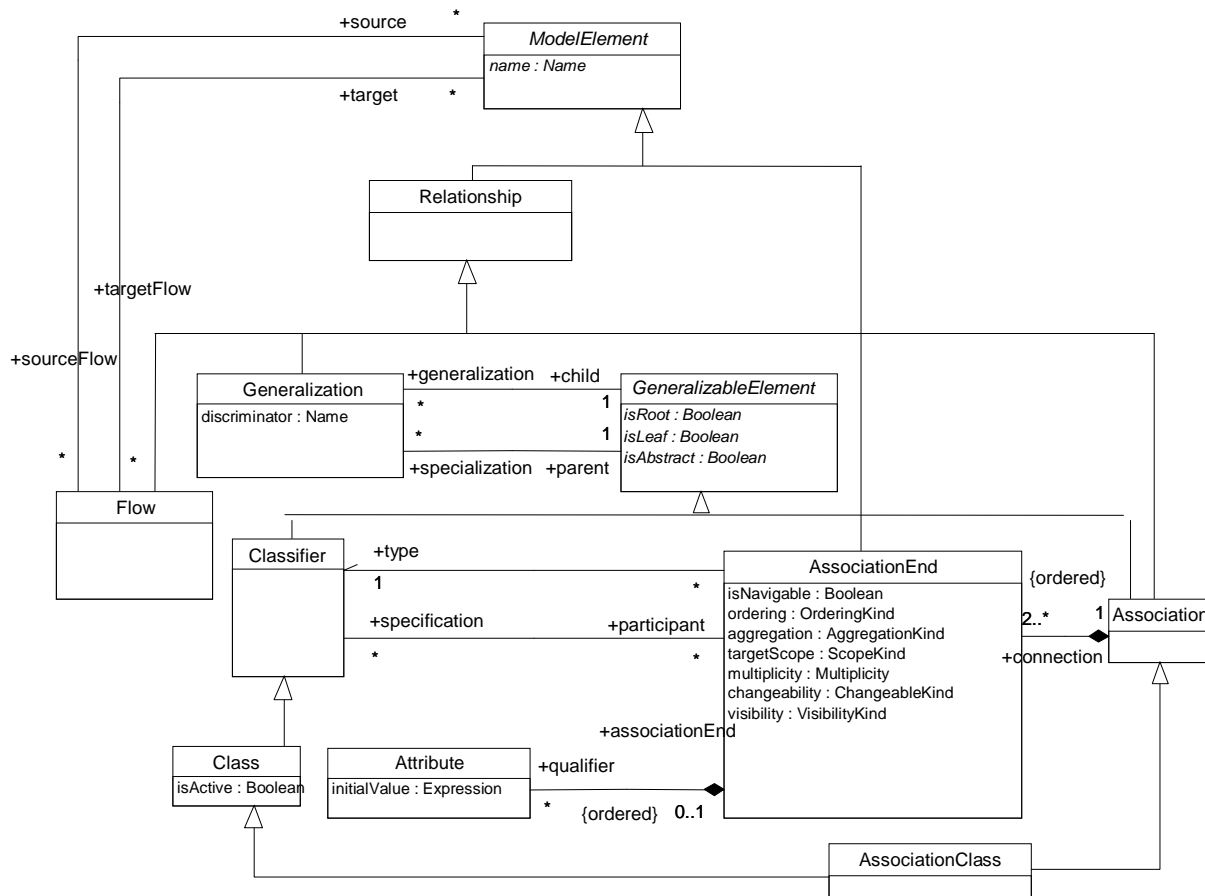 +source
*
ModelElement
name : Name
+target
*
Relationship
+targetFlow
+sourceFlow
Generalization
discriminator : Name
+generalization
+child
*
1
*
1
+specialization
+parent
GeneralizableElement
isRoot : Boolean
isLeaf : Boolean
isAbstract : Boolean
*
*
Flow
Classifier
+type
1
*
+specification
+participant
*
*
AssociationEnd
isNavigable : Boolean
ordering : OrderingKind
aggregation : AggregationKind
targetScope : ScopeKind
multiplicity : Multiplicity
changeability : ChangeableKind
visibility : VisibilityKind
{ordered}
2..*
1
+connection
Association
+associationEnd
Class
isActive : Boolean
Attribute
initialValue : Expression
+qualifier
*
{ordered}
0..1
AssociationClass